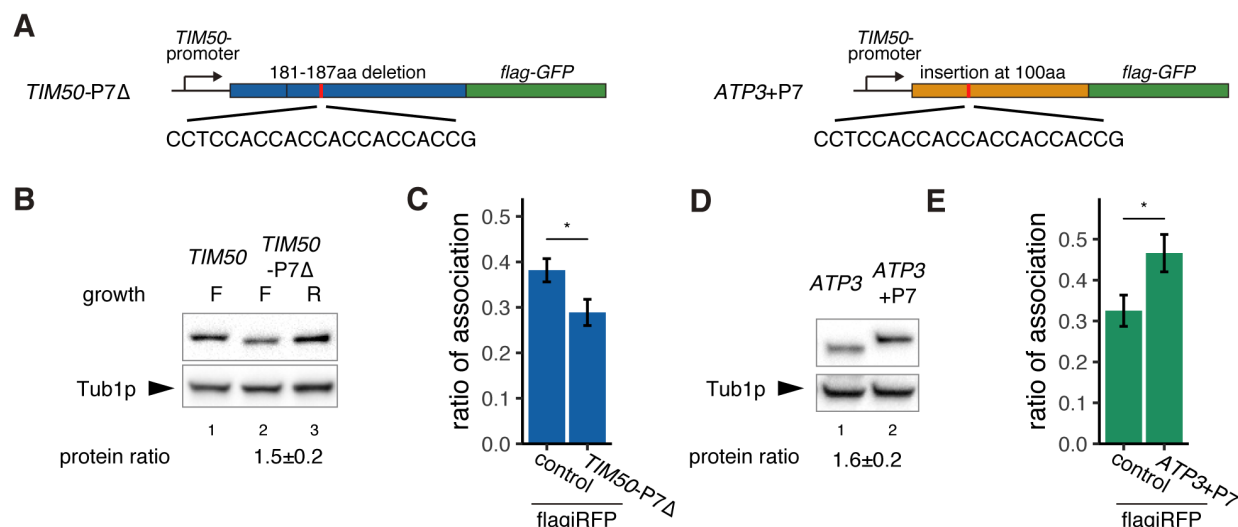 A
TIM50-
promoter
181-187aa deletion
flag-GFP
TIM50-P7Δ
CCTCCACCACCACCACCACCG
TIM50-
promoter
insertion at 100aa
flag-GFP
ATP3+P7
CCTCCACCACCACCACCACCG
B
TIM50
TIM50
-P7Δ
growth
F
F
R
Tub1p
1
2
3
protein ratio
1.5±0.2
C
ratio of association
0.5
0.4
0.3
0.2
0.1
0.0
*
control
TIM50-P7Δ
flagiRFP
D
ATP3
ATP3
+P7
Tub1p
1
2
protein ratio
1.6±0.2
E
ratio of association
0.5
0.4
0.3
0.2
0.1
0.0
*
control
ATP3+P7
flagiRFP